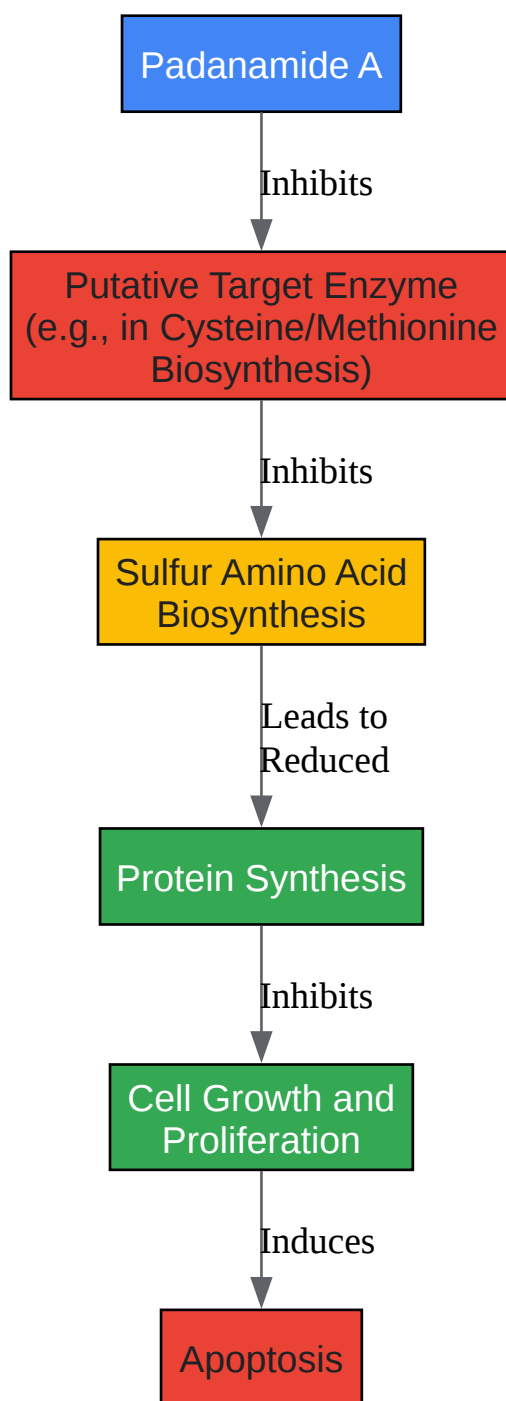 Padanamide A
Inhibits
Putative Target Enzyme
(e.g., in Cysteine/Methionine
Biosynthesis)
Inhibits
Sulfur Amino Acid
Biosynthesis
Leads to
Reduced
Protein Synthesis
Inhibits
Cell Growth and
Proliferation
Induces
Apoptosis